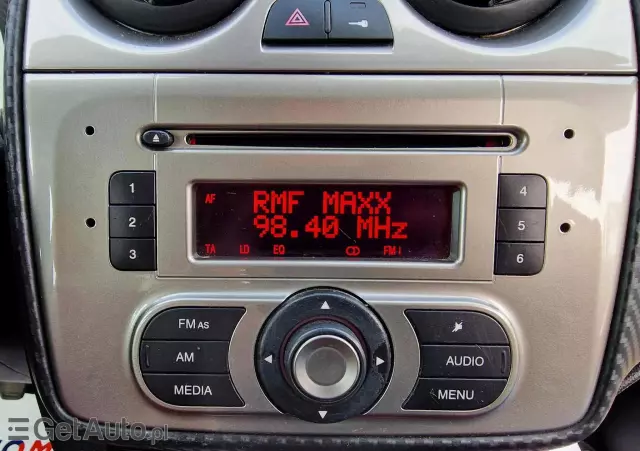 AF
RMF MAXX
98.40 MHz
TA LD EQ CD FM1
1
2
3
4
5
6
FM AS
AM
MEDIA
AUDIO
MENU
GetAuto.pl